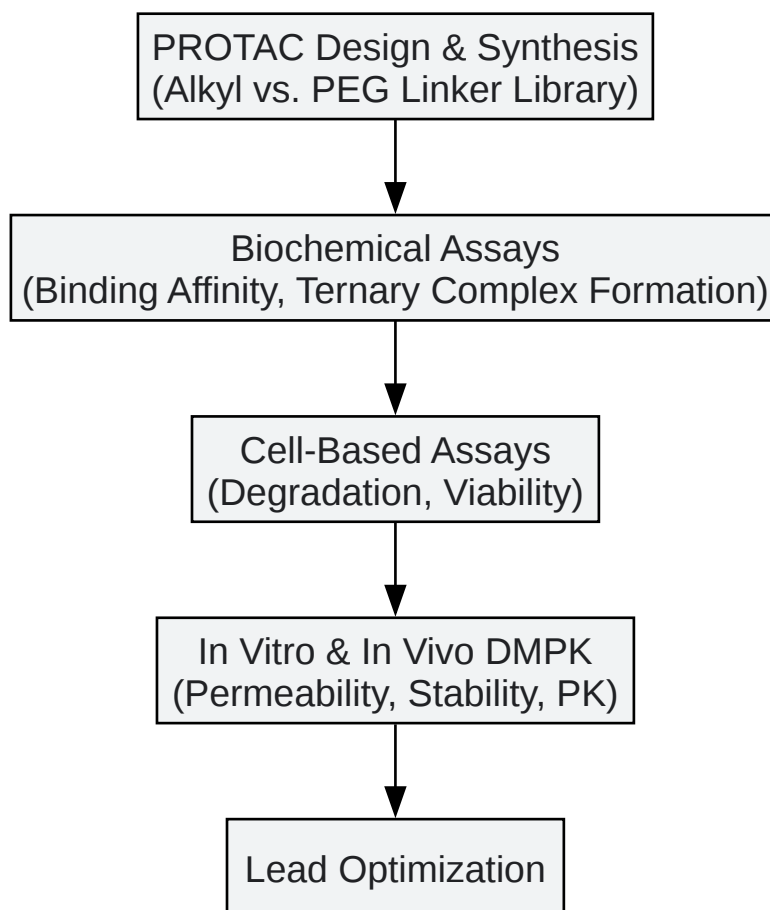 PROTAC Design & Synthesis
(Alkyl vs. PEG Linker Library)
Biochemical Assays
(Binding Affinity, Ternary Complex Formation)
Cell-Based Assays
(Degradation, Viability)
In Vitro & In Vivo DMPK
(Permeability, Stability, PK)
Lead Optimization